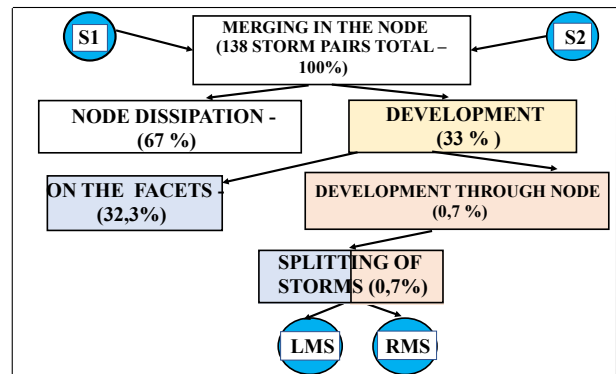 S1
MERGING IN THE NODE
(138 STORM PAIRS TOTAL –
100%)
S2
NODE DISSIPATION -
(67 %)
DEVELOPMENT
(33 % )
ON THE FACETS -
(32,3%)
DEVELOPMENT THROUGH NODE
(0,7 %)
SPLITTING OF
STORMS (0,7%)
LMS
RMS